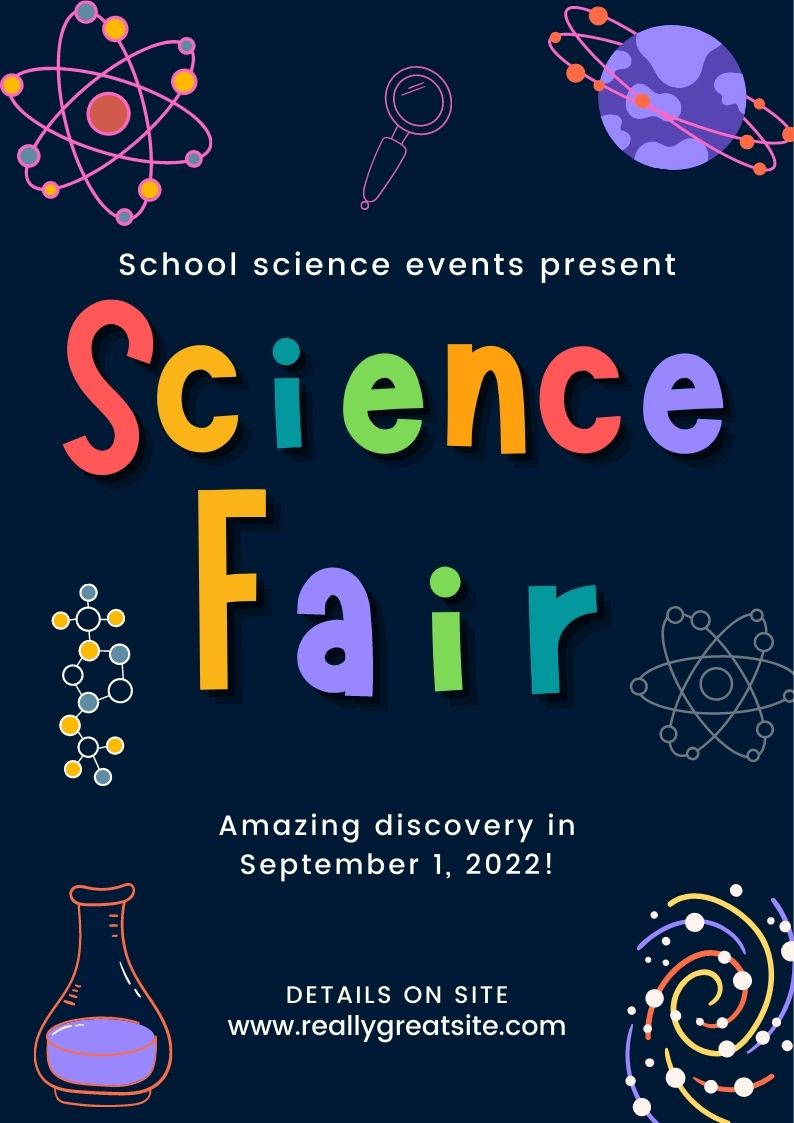 School science events present
Science
Fair
Amazing discovery in
September 1, 2022!
DETAILS ON SITE
www.reallygreatsite.com